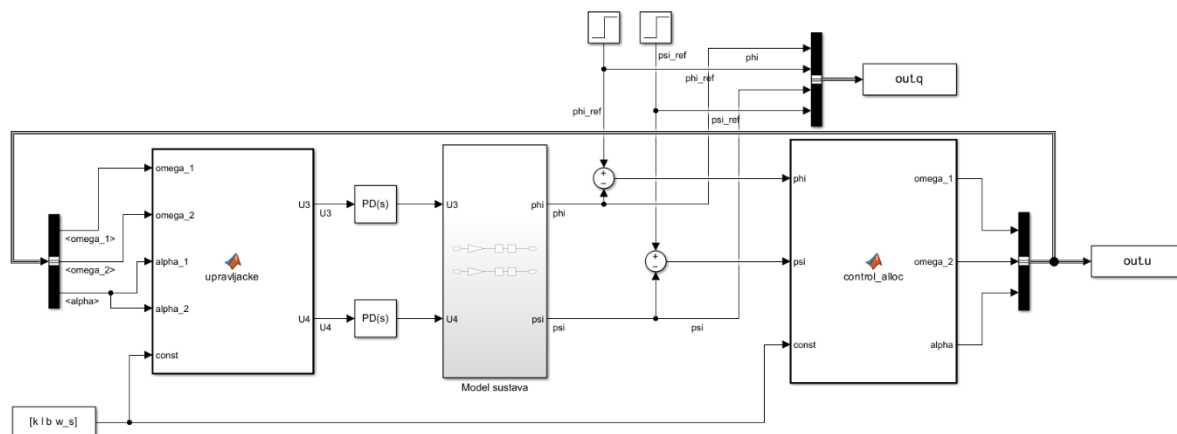 psi_ref
phi
phi_ref
out.q
phi_ref
psi_ref
omega_1
omega_2
alpha_1
alpha_2
const
upravljacke
U3
U3
U4
U4
<omega_1>
<omega_2>
<alpha>
PD(s)
PD(s)
U3
U4
phi
phi
psi
psi
psi
Model sustava
+
−
+
−
phi
psi
const
control_alloc
omega_1
omega_2
alpha
out.u
[k l b w_s]